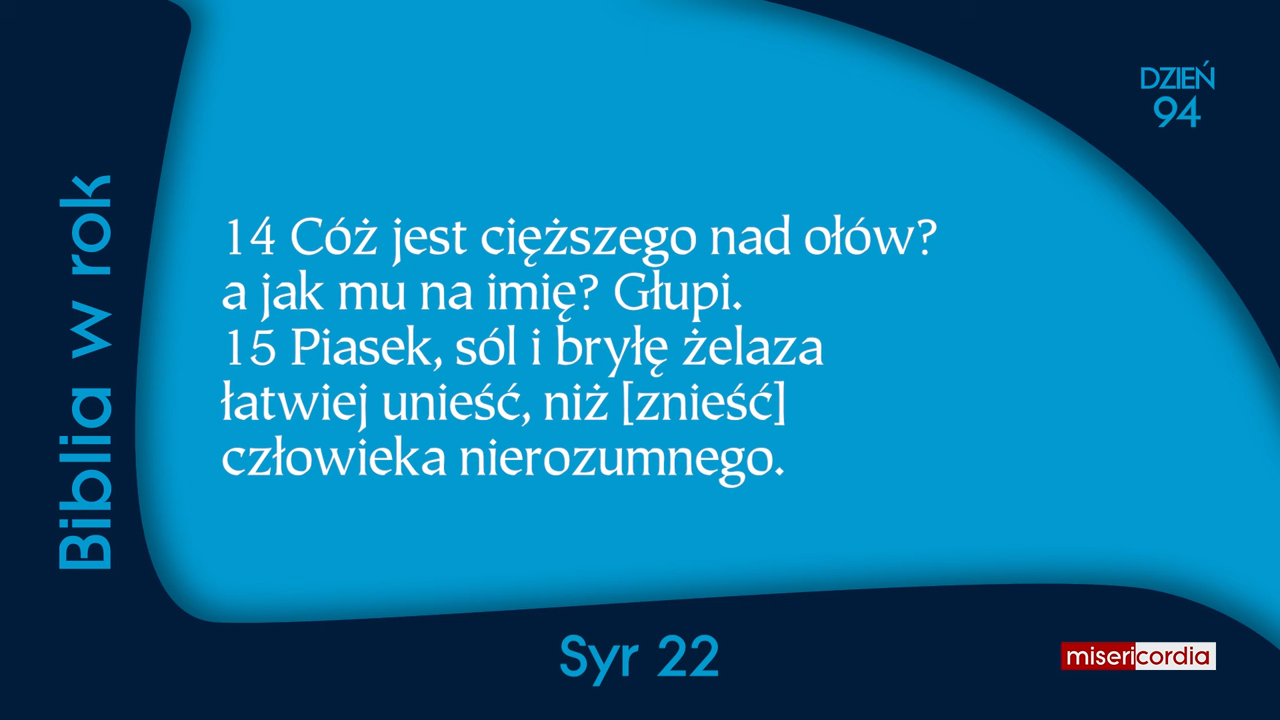 DZIEŃ
94
Biblia w rok
14 Cóż jest cięższego nad ołów?
a jak mu na imię? Głupi.
15 Piasek, sól i bryłę żelaza
łatwiej unieść, niż [znieść]
człowieka nierozumnego.
Syr 22
misericordia